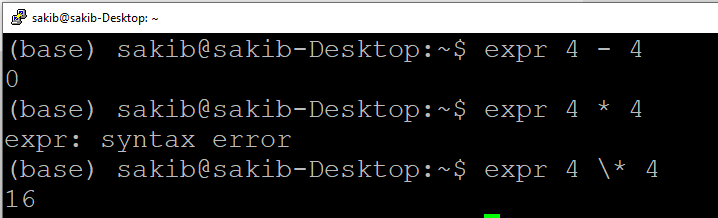 sakib@sakib-Desktop: ~
(base) sakib@sakib-Desktop:~$ expr 4 - 4
0
(base) sakib@sakib-Desktop:~$ expr 4 * 4
expr: syntax error
(base) sakib@sakib-Desktop:~$ expr 4 \* 4
16